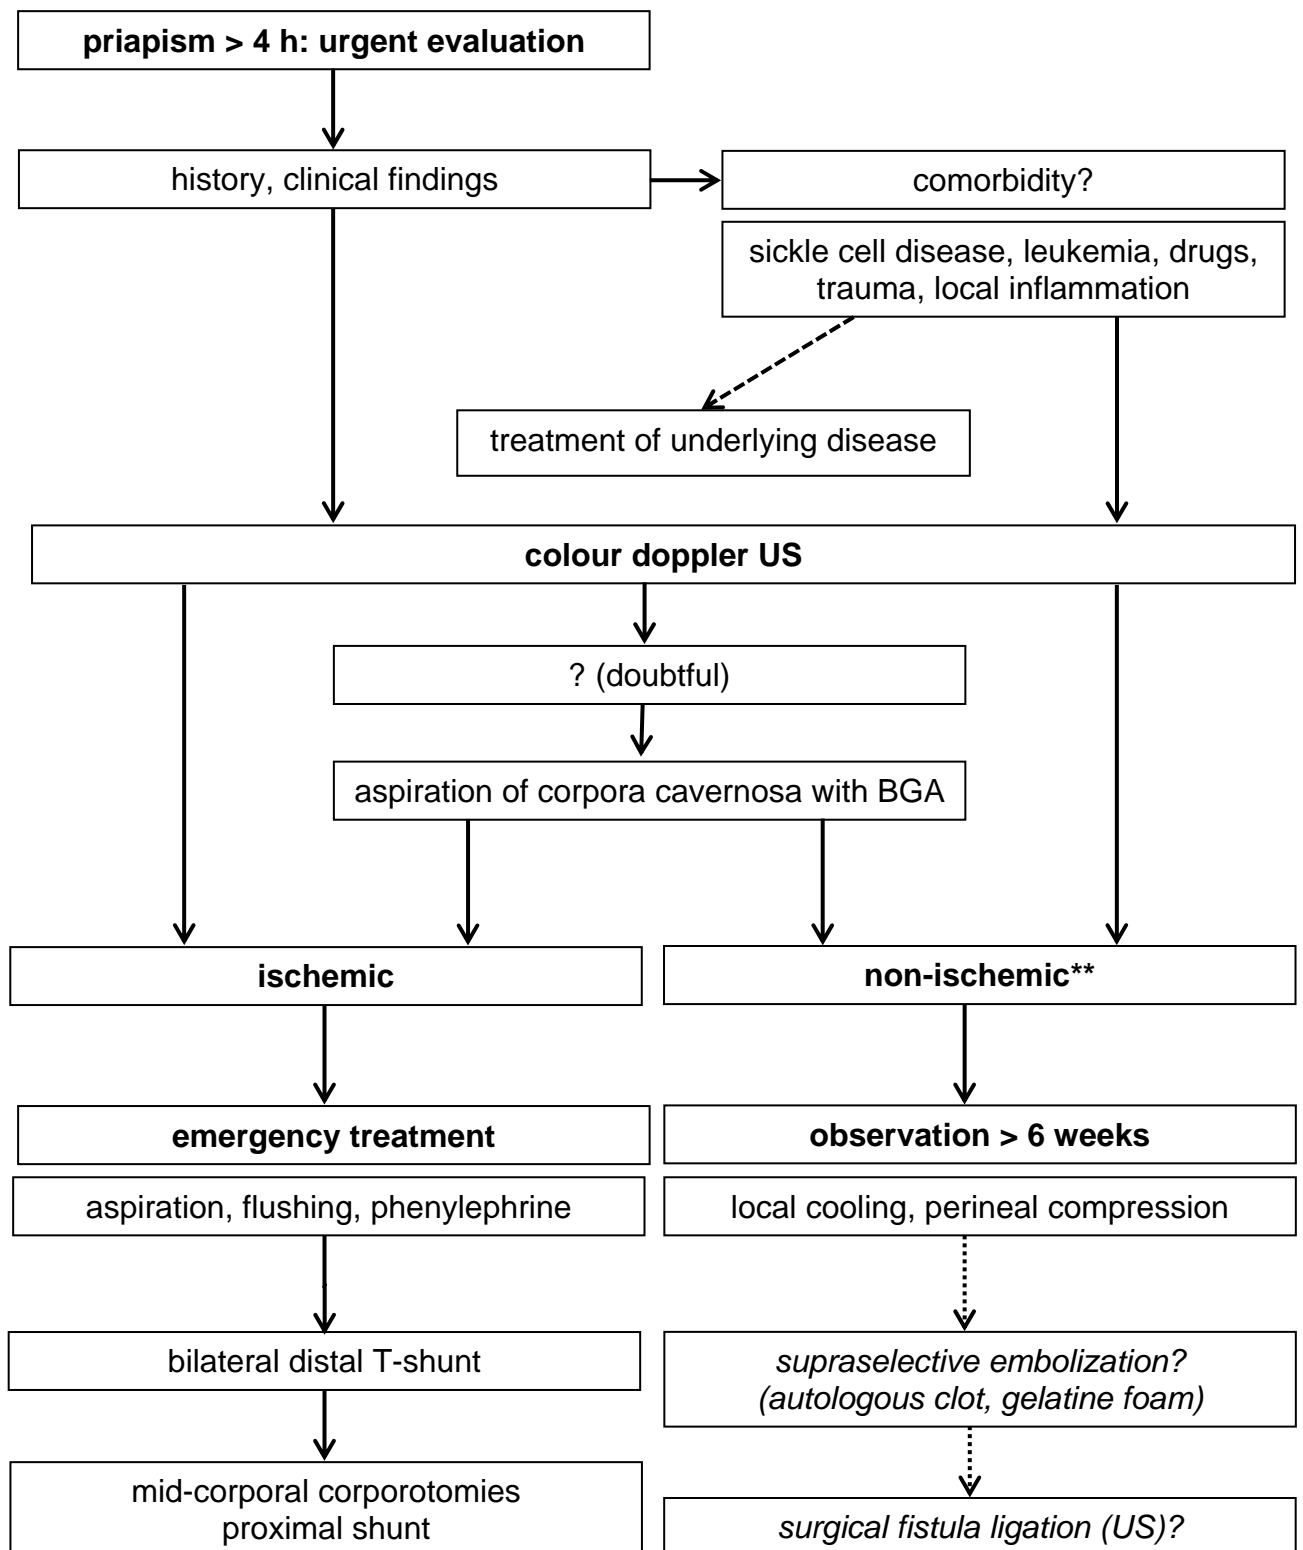 priapism > 4 h: urgent evaluation
history, clinical findings
comorbidity?
sickle cell disease, leukemia, drugs,
trauma, local inflammation
treatment of underlying disease
colour doppler US
? (doubtful)
aspiration of corpora cavernosa with BGA
ischemic
non-ischemic**
emergency treatment
observation > 6 weeks
aspiration, flushing, phenylephrine
local cooling, perineal compression
bilateral distal T-shunt
supraselective embolization?
(autologous clot, gelatine foam)
mid-corporal corporotomies
proximal shunt
surgical fistula ligation (US)?